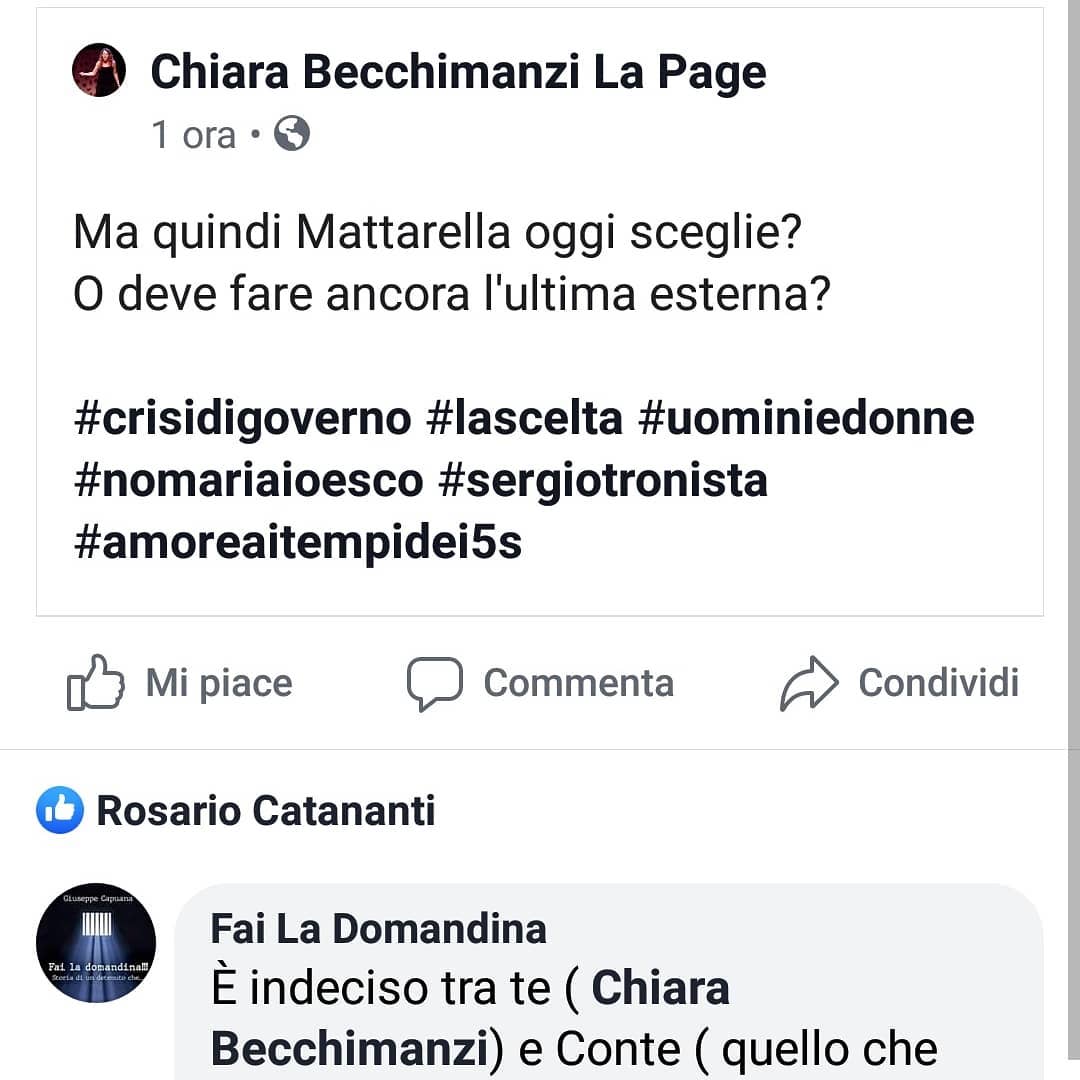 Chiara Becchimanzi La Page
1 ora •
Ma quindi Mattarella oggi sceglie?
O deve fare ancora l'ultima esterna?
#crisidigoverno #lascelta #uominiedonne
#nomariaioesco #sergiotronista
#amoreaitempidei5s
Mi piace Commenta Condividi
Rosario Catananti
Giuseppe Capuana
Fai la domandina!!!
Storia di un detenuto che...
Fai La Domandina
È indeciso tra te ( Chiara
Becchimanzi) e Conte ( quello che